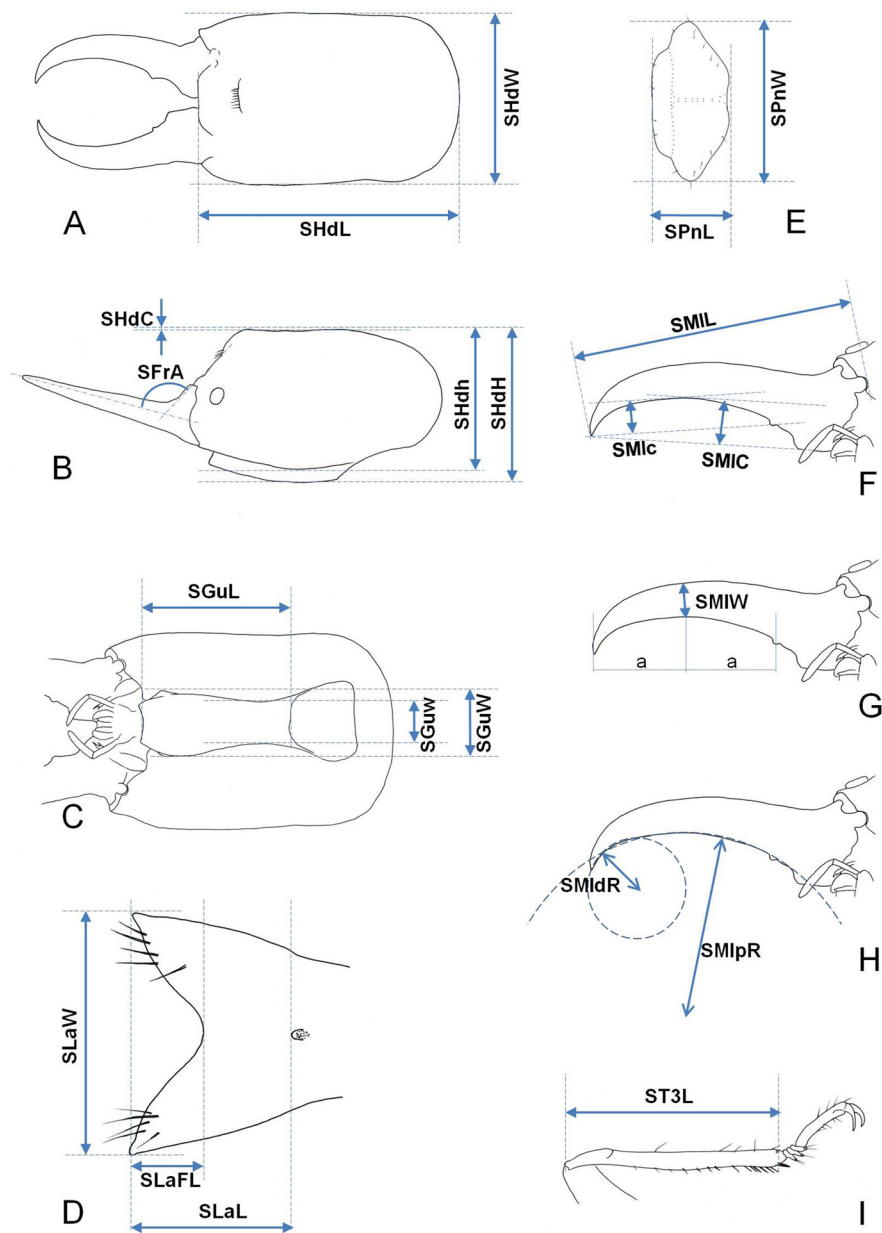 SHdW
SHdL
A
SPnW
SPnL
E
SHdC
SFrA
SHdh
SHdH
B
SMlL
SMlc
SMlC
F
SGuL
SGuw
SGuW
C
SMlW
a
a
G
SMldR
SMlpR
H
SLaW
SLaFL
SLaL
D
ST3L
I